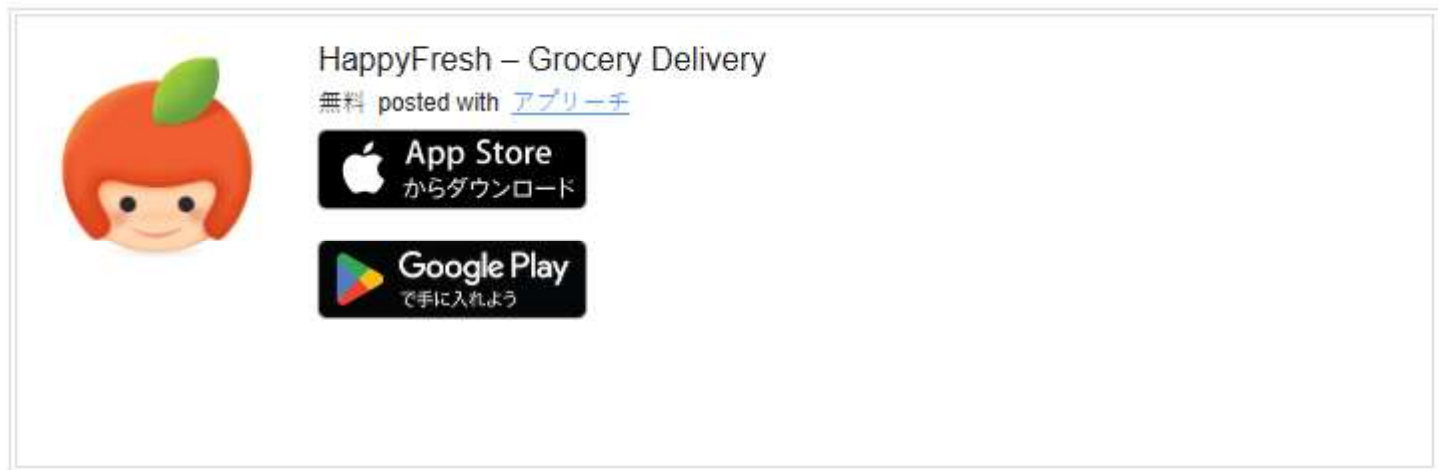 HappyFresh – Grocery Delivery
無料 posted with アプリーチ
App Store
からダウンロード
Google Play
で手に入れよう